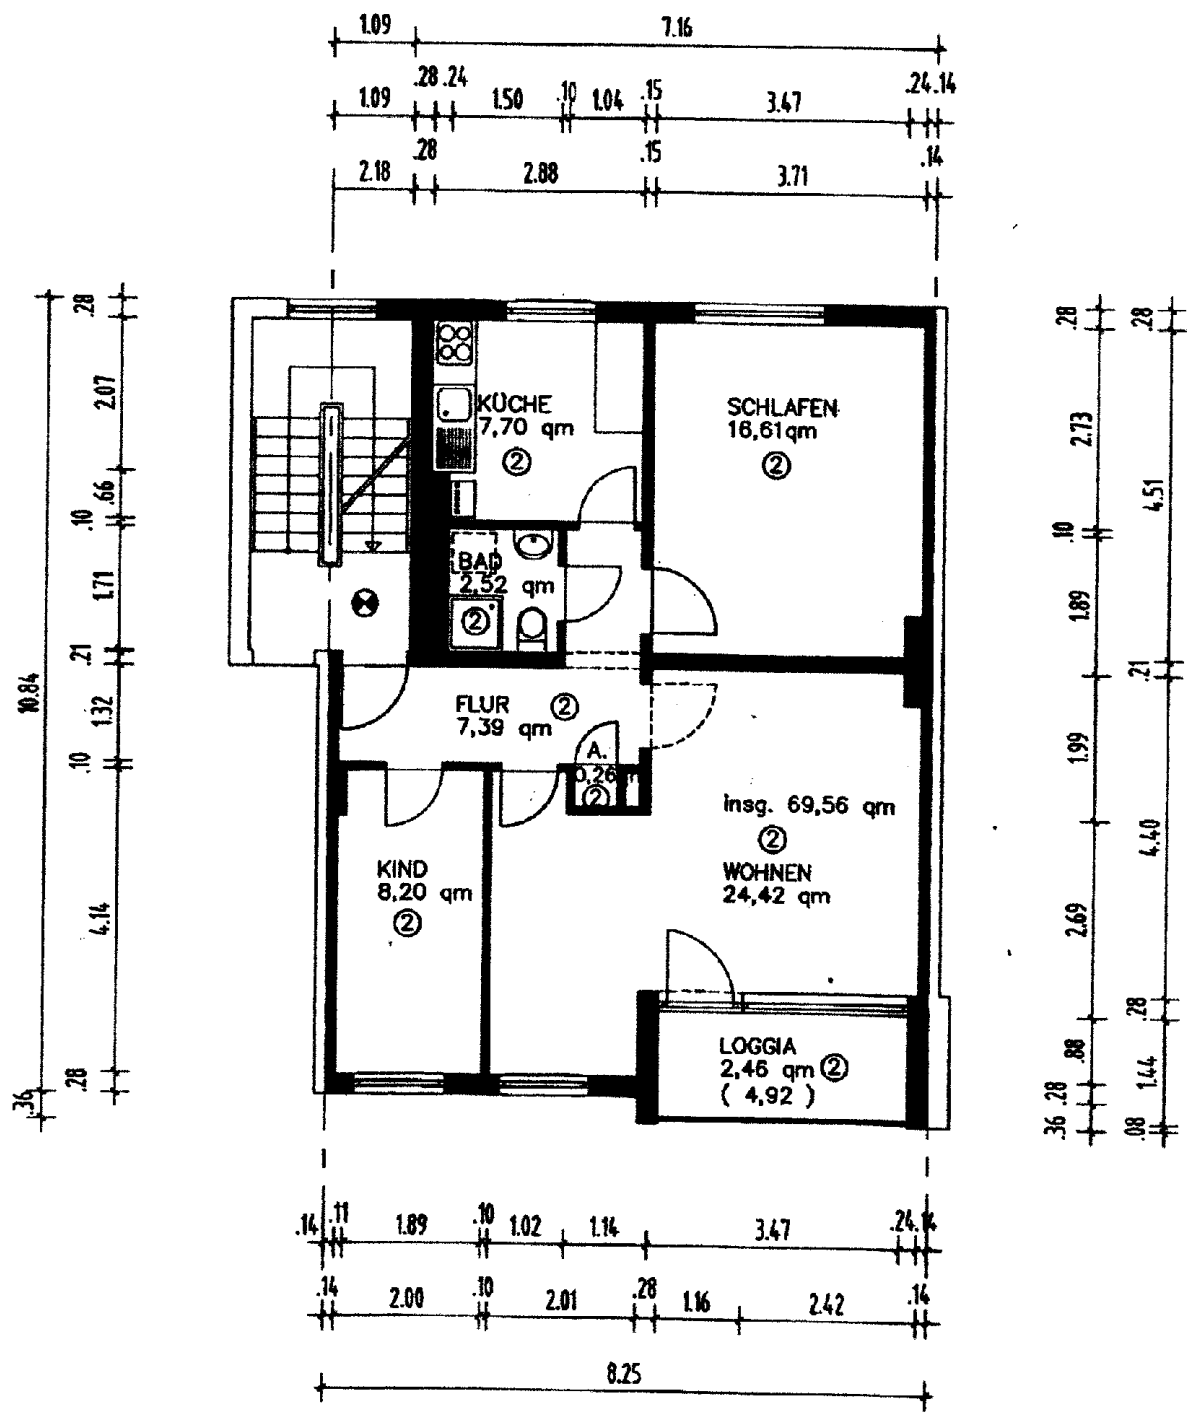 1.09 7.16
1.09 .28 .24 1.50 .10 1.04 .15 3.47 .24 .14
2.18 .28 2.88 .15 3.71 .14
.28
2.07
.66
.10
1.71
.21
1.32
.10
4.14
.28
10.84
.36
KÜCHE
7,70 qm
2
SCHLAFEN
16,61qm
2
BAD
2,52 qm
2
FLUR
7,39 qm
2
A.
0,26
2
insg. 69,56 qm
2
WOHNEN
24,42 qm
KIND
8,20 qm
2
LOGGIA
2,46 qm 2
( 4,92 )
.28
2.73
.10
1.89
1.99
2.69
.88
.28
.36
.28
4.51
.21
4.40
.28
1.44
.08
.14 .11 1.89 .10 1.02 1.14 3.47 .24 .14
.14 2.00 .10 2.01 .28 1.16 2.42 .14
8.25